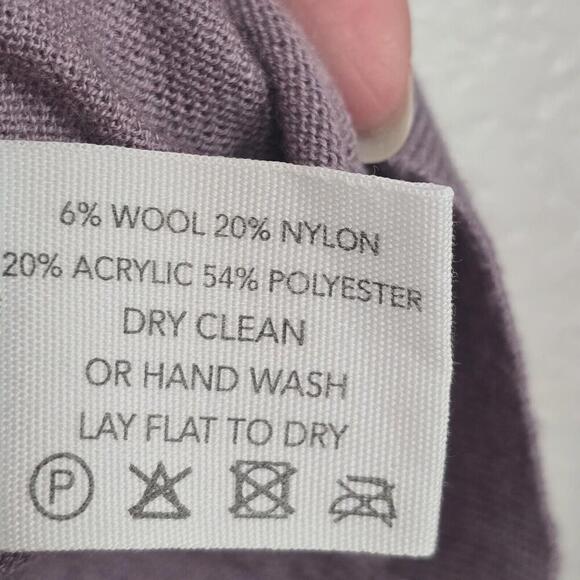 6% WOOL 20% NYLON
20% ACRYLIC 54% POLYESTER
DRY CLEAN
OR HAND WASH
LAY FLAT TO DRY
P